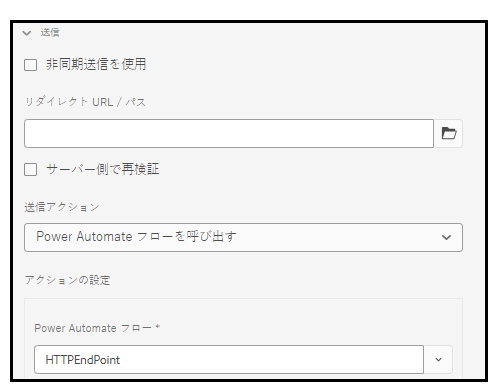 送信
非同期送信を使用
リダイレクト URL / パス
サーバー側で再検証
送信アクション
Power Automate フローを呼び出す
アクションの設定
Power Automate フロー *
HTTPEndPoint